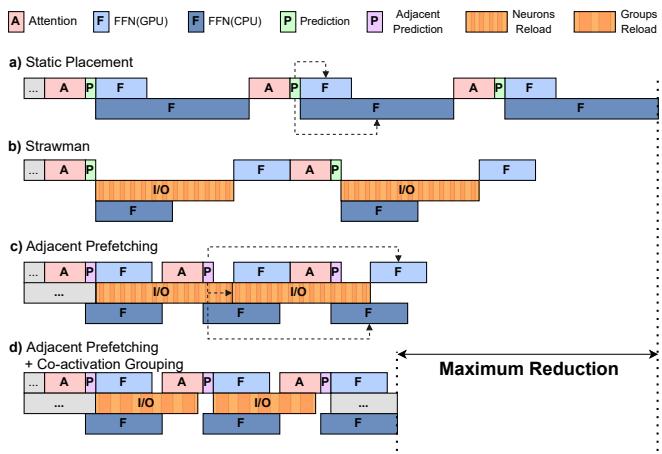 A Attention F FFN(GPU) F FFN(CPU) P Prediction P Adjacent Prediction Neurons Reload Groups Reload
a) Static Placement
... A P F A P F A P F
F F F
b) Strawman
... A P F A P F
I/O I/O
F F
c) Adjacent Prefetching
... A P F A P F A P F
... I/O I/O
F F F
d) Adjacent Prefetching
+ Co-activation Grouping
Maximum Reduction
... A P F A P F A P F
... I/O I/O ...
F F F